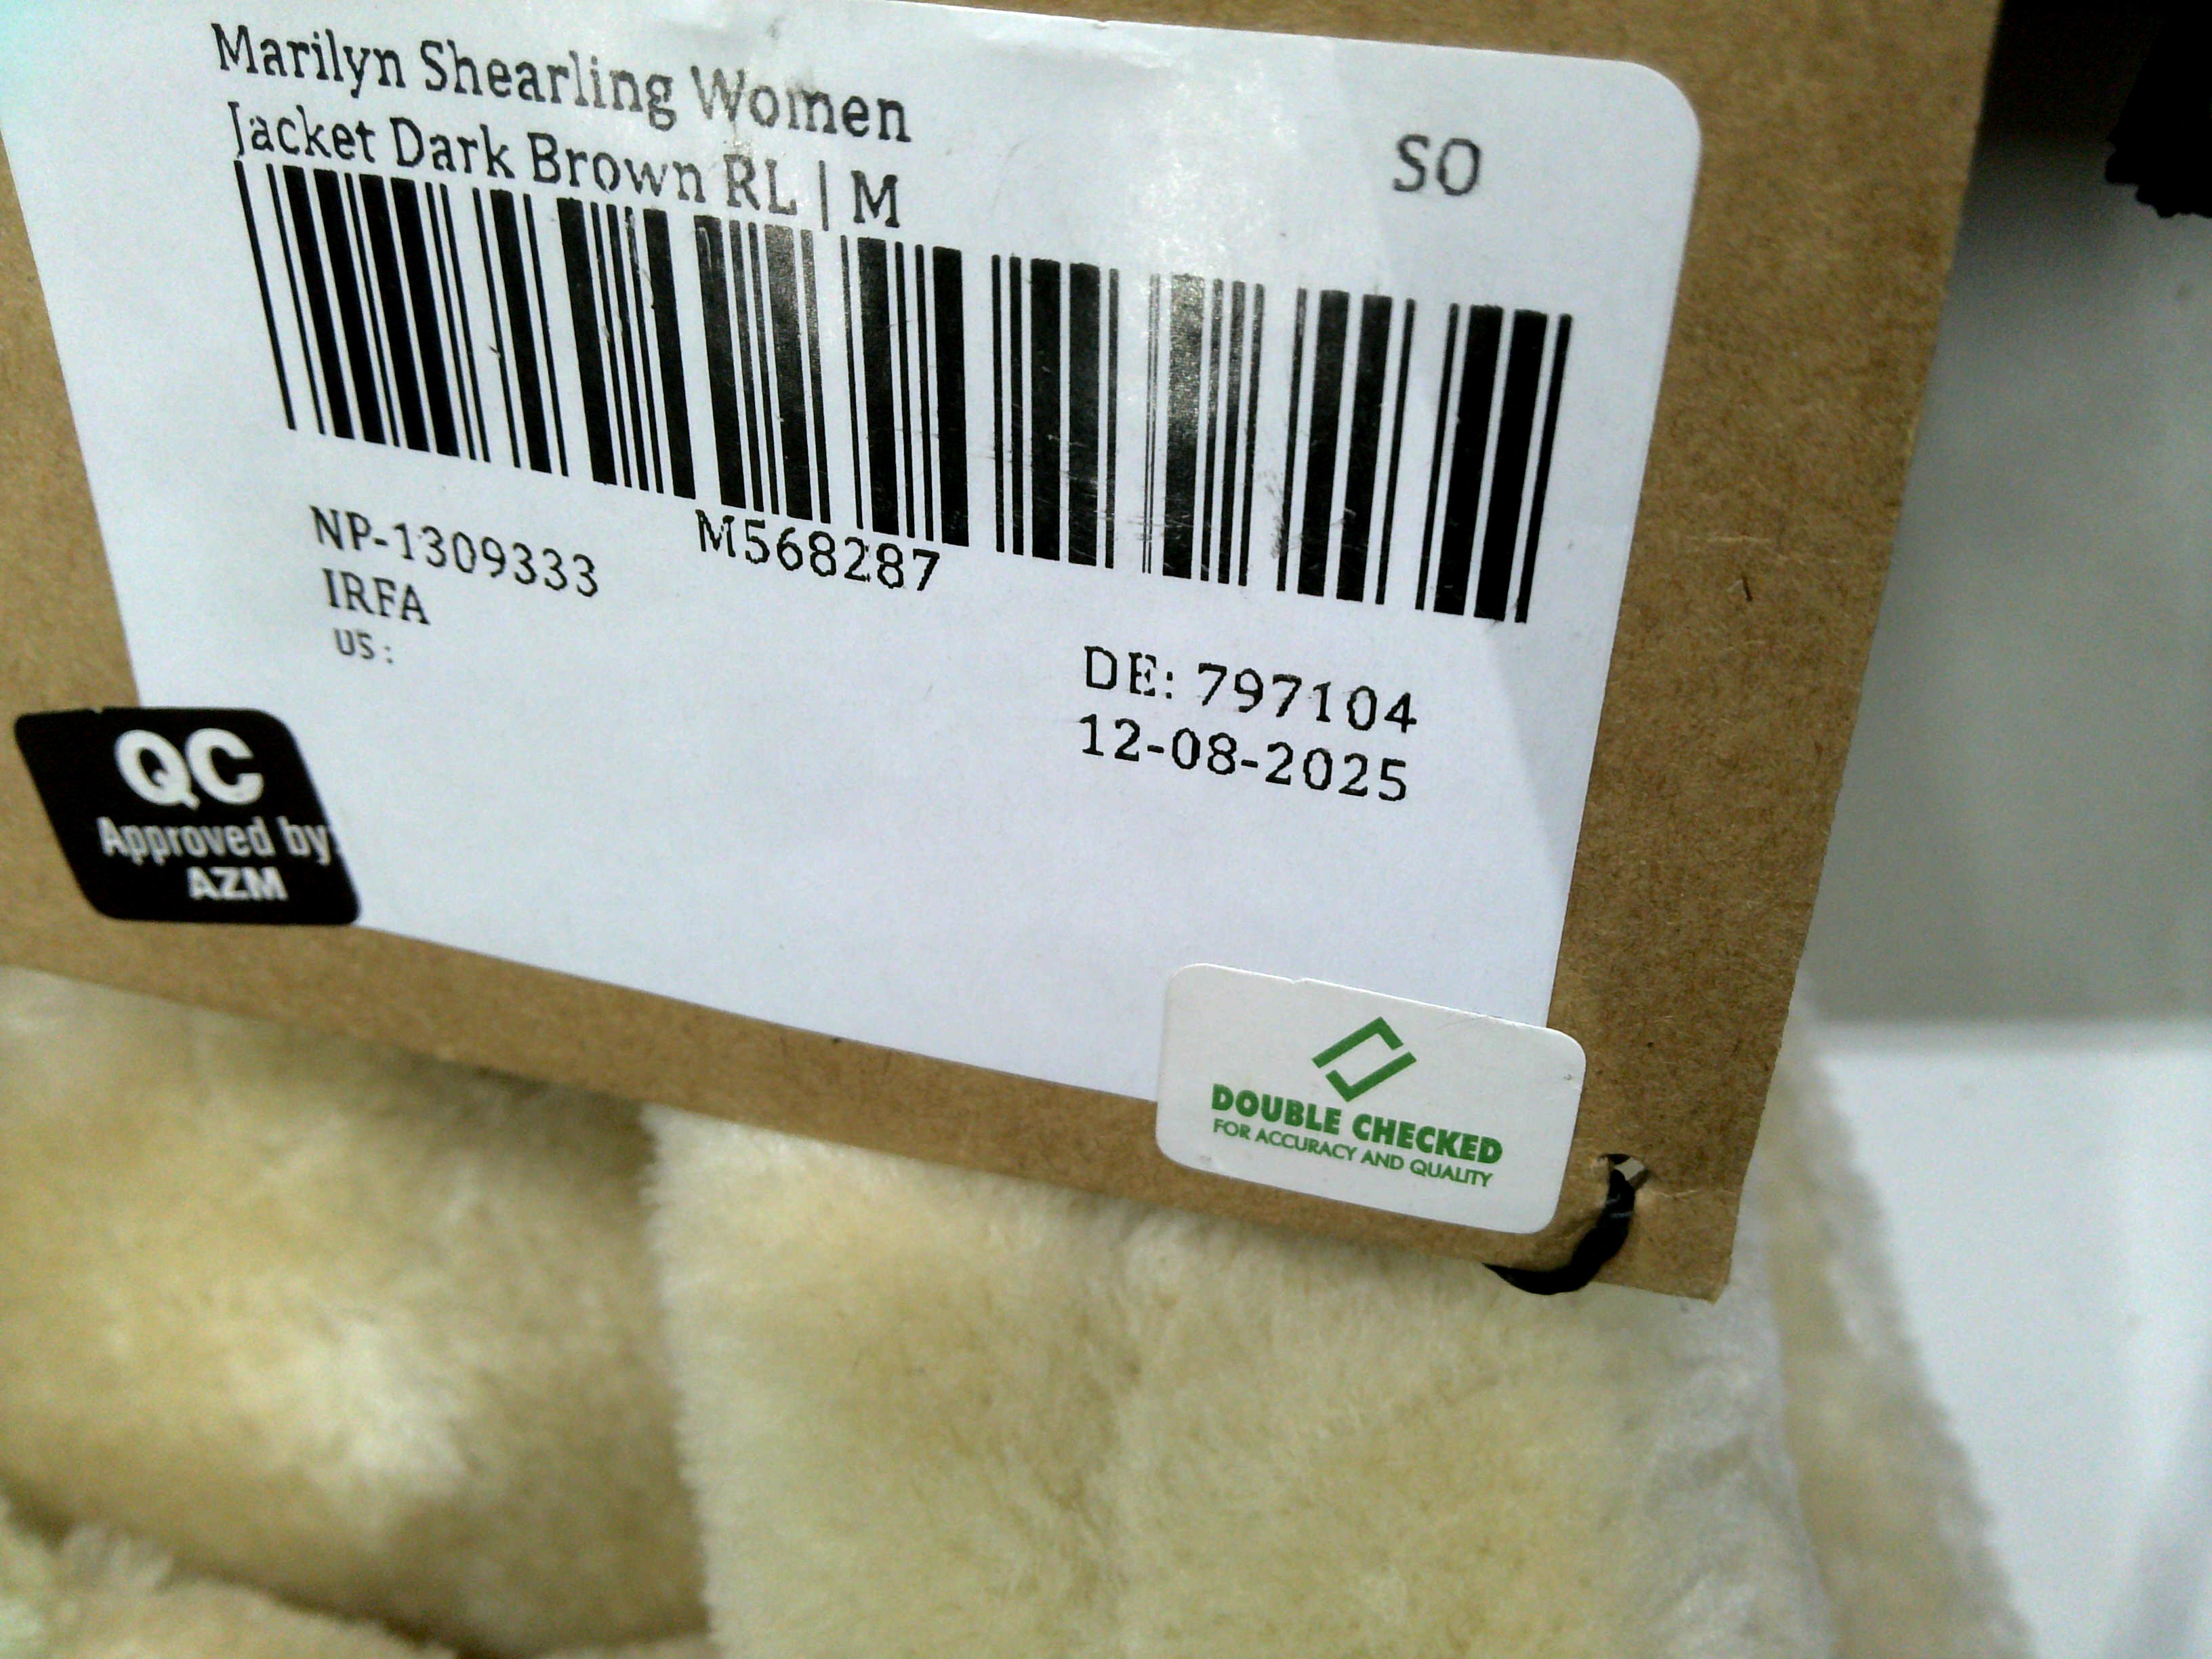 Marilyn Shearling Women
Jacket Dark Brown RL | M
SO
M568287
NP-1309333
IRFA
US:
DE: 797104
12-08-2025
QC
Approved by:
AZM
DOUBLE CHECKED
FOR ACCURACY AND QUALITY